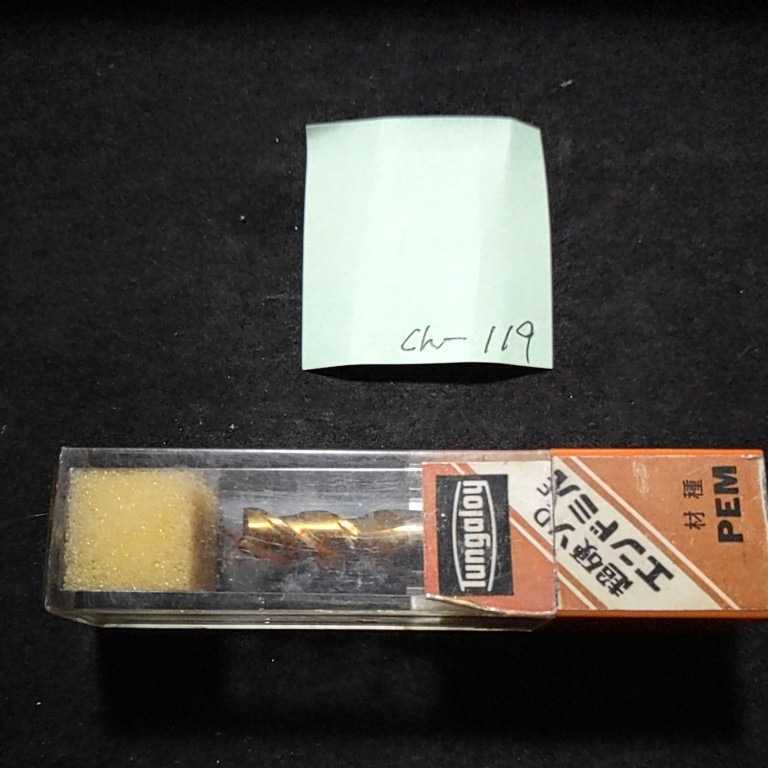 Ch-119
Tungaloy
超硬ソリッド
エンドミル
材種
PEM